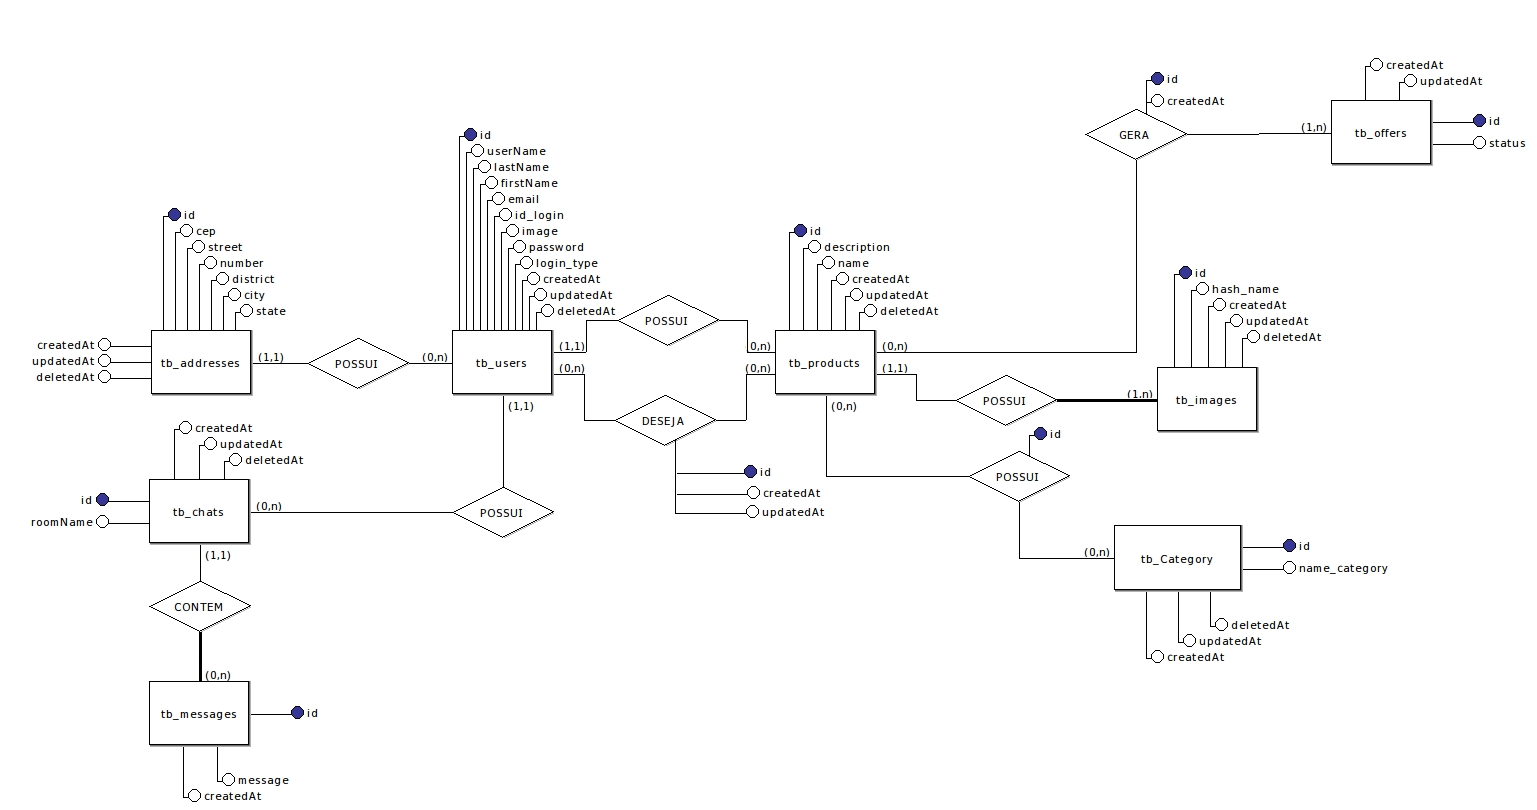 createdAt
updatedAt
id
createdAt
GERA
(1,n)
tb_offers
id
status
id
userName
lastName
firstName
email
id_login
image
password
login_type
createdAt
updatedAt
deletedAt
id
cep
street
number
district
city
state
createdAt
updatedAt
deletedAt
tb_addresses
(1,1)
POSSUI
(0,n)
tb_users
(1,1)
(0,n)
POSSUI
(0,n)
(0,n)
DESEJA
id
createdAt
updatedAt
id
description
name
createdAt
updatedAt
deletedAt
tb_products
(0,n)
(1,1)
(0,n)
POSSUI
(1,n)
id
hash_name
createdAt
updatedAt
deletedAt
tb_images
id
POSSUI
(0,n)
tb_Category
id
name_category
deletedAt
updatedAt
createdAt
(1,1)
POSSUI
(0,n)
createdAt
updatedAt
deletedAt
id
roomName
tb_chats
(1,1)
CONTEM
(0,n)
tb_messages
id
message
createdAt